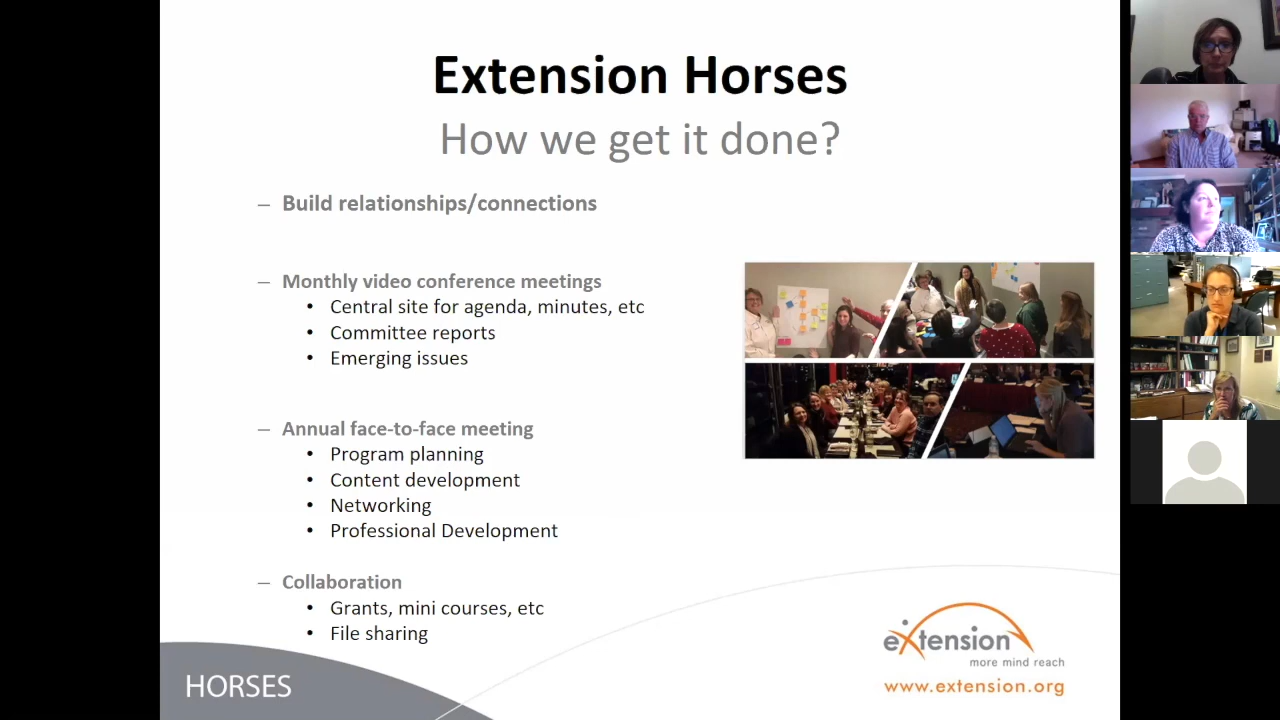 Extension Horses
How we get it done?
– Build relationships/connections
– Monthly video conference meetings
• Central site for agenda, minutes, etc
• Committee reports
• Emerging issues
– Annual face-to-face meeting
• Program planning
• Content development
• Networking
• Professional Development
– Collaboration
• Grants, mini courses, etc
• File sharing
HORSES
eXtension
more mind reach
www.extension.org